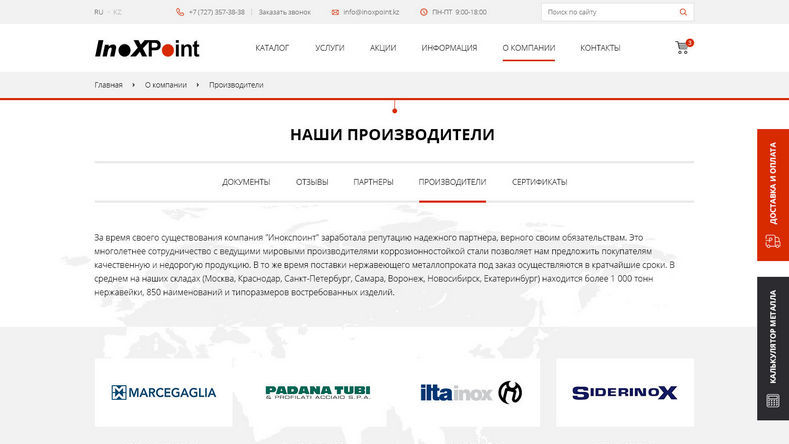 RU KZ +7 (727) 357-38-38 Заказать звонок info@inoxpoint.kz ПН-ПТ 9:00-18:00 Поиск по сайту
InoXPoint КАТАЛОГ УСЛУГИ АКЦИИ ИНФОРМАЦИЯ О КОМПАНИИ КОНТАКТЫ 3
Главная О компании Производители
НАШИ ПРОИЗВОДИТЕЛИ
ДОКУМЕНТЫ ОТЗЫВЫ ПАРТНЕРЫ ПРОИЗВОДИТЕЛИ СЕРТИФИКАТЫ
ДОСТАВКА И ОПЛАТА
За время своего существования компания "Инокспоинт" заработала репутацию надежного партнера, верного своим обязательствам. Это
многолетнее сотрудничество с ведущими мировыми производителями коррозионностойкой стали позволяет нам предложить покупателям
качественную и недорогую продукцию. В то же время поставки нержавеющего металлопроката под заказ осуществляются в кратчайшие сроки. В
среднем на наших складах (Москва, Краснодар, Санкт-Петербург, Самара, Воронеж, Новосибирск, Екатеринбург) находится более 1 000 тонн
нержавейки, 850 наименований и типоразмеров востребованных изделий.
КАЛЬКУЛЯТОР МЕТАЛЛА
MARCEGAGLIA PADANA TUBI iltainox SIDERINOX
& PROFILATI ACCIAIO S.P.A.